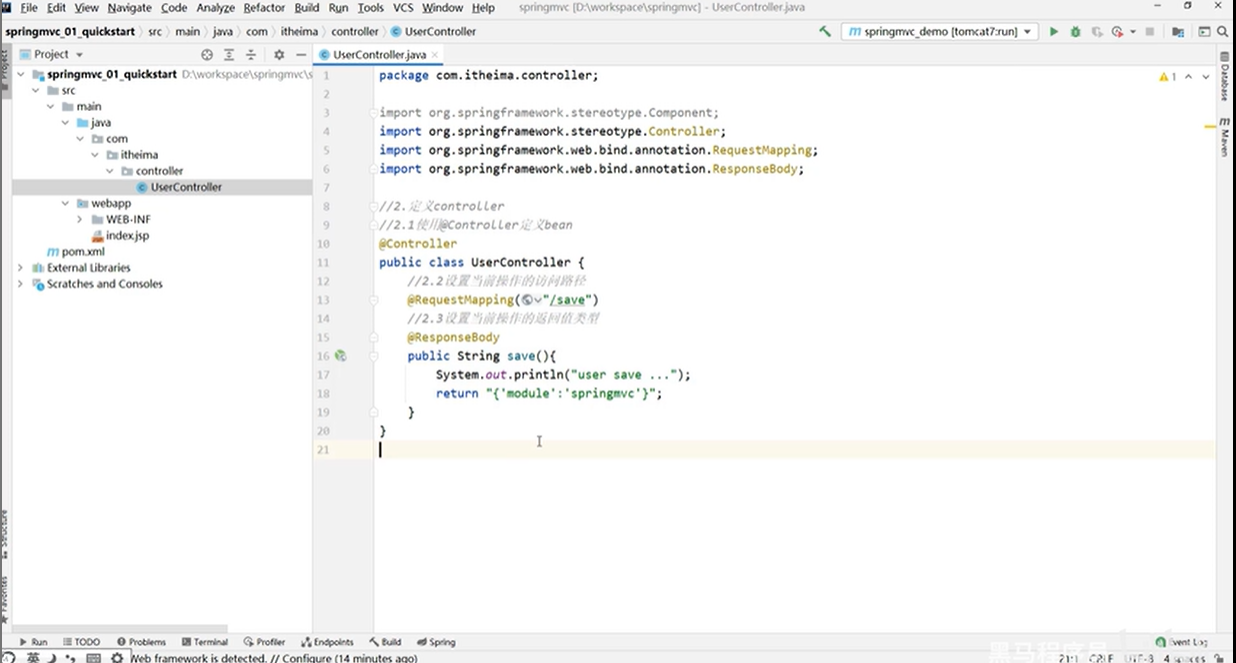 File Edit View Navigate Code Analyze Refactor Build Run Tools VCS Window Help springmvc [D:\workspace\springmvc] - UserController.java
springmvc_01_quickstart src main java com itheima controller UserController springmvc_demo [tomcat7:run]
Project UserController.java
springmvc_01_quickstart D:\workspace\springmvc\s
src
main
java
com
itheima
controller
UserController
webapp
WEB-INF
index.jsp
pom.xml
External Libraries
Scratches and Consoles
1 package com.itheima.controller;
2
3 import org.springframework.stereotype.Component;
4 import org.springframework.stereotype.Controller;
5 import org.springframework.web.bind.annotation.RequestMapping;
6 import org.springframework.web.bind.annotation.ResponseBody;
7
8 //2.定义controller
9 //2.1使用@Controller定义bean
10 @Controller
11 public class UserController {
12 //2.2设置当前操作的访问路径
13 @RequestMapping("/save")
14 //2.3设置当前操作的返回值类型
15 @ResponseBody
16 public String save(){
17 System.out.println("user save ...");
18 return "{'module':'springmvc'}";
19 }
20 }
21
1
Project
Structure
Favorites
Database
Maven
Run TODO Problems Terminal Profiler Endpoints Build Spring Event Log
英 Web framework is detected. // Configure (14 minutes ago) 21:1 CRLF UTF-8 4 spaces
黑马程序员